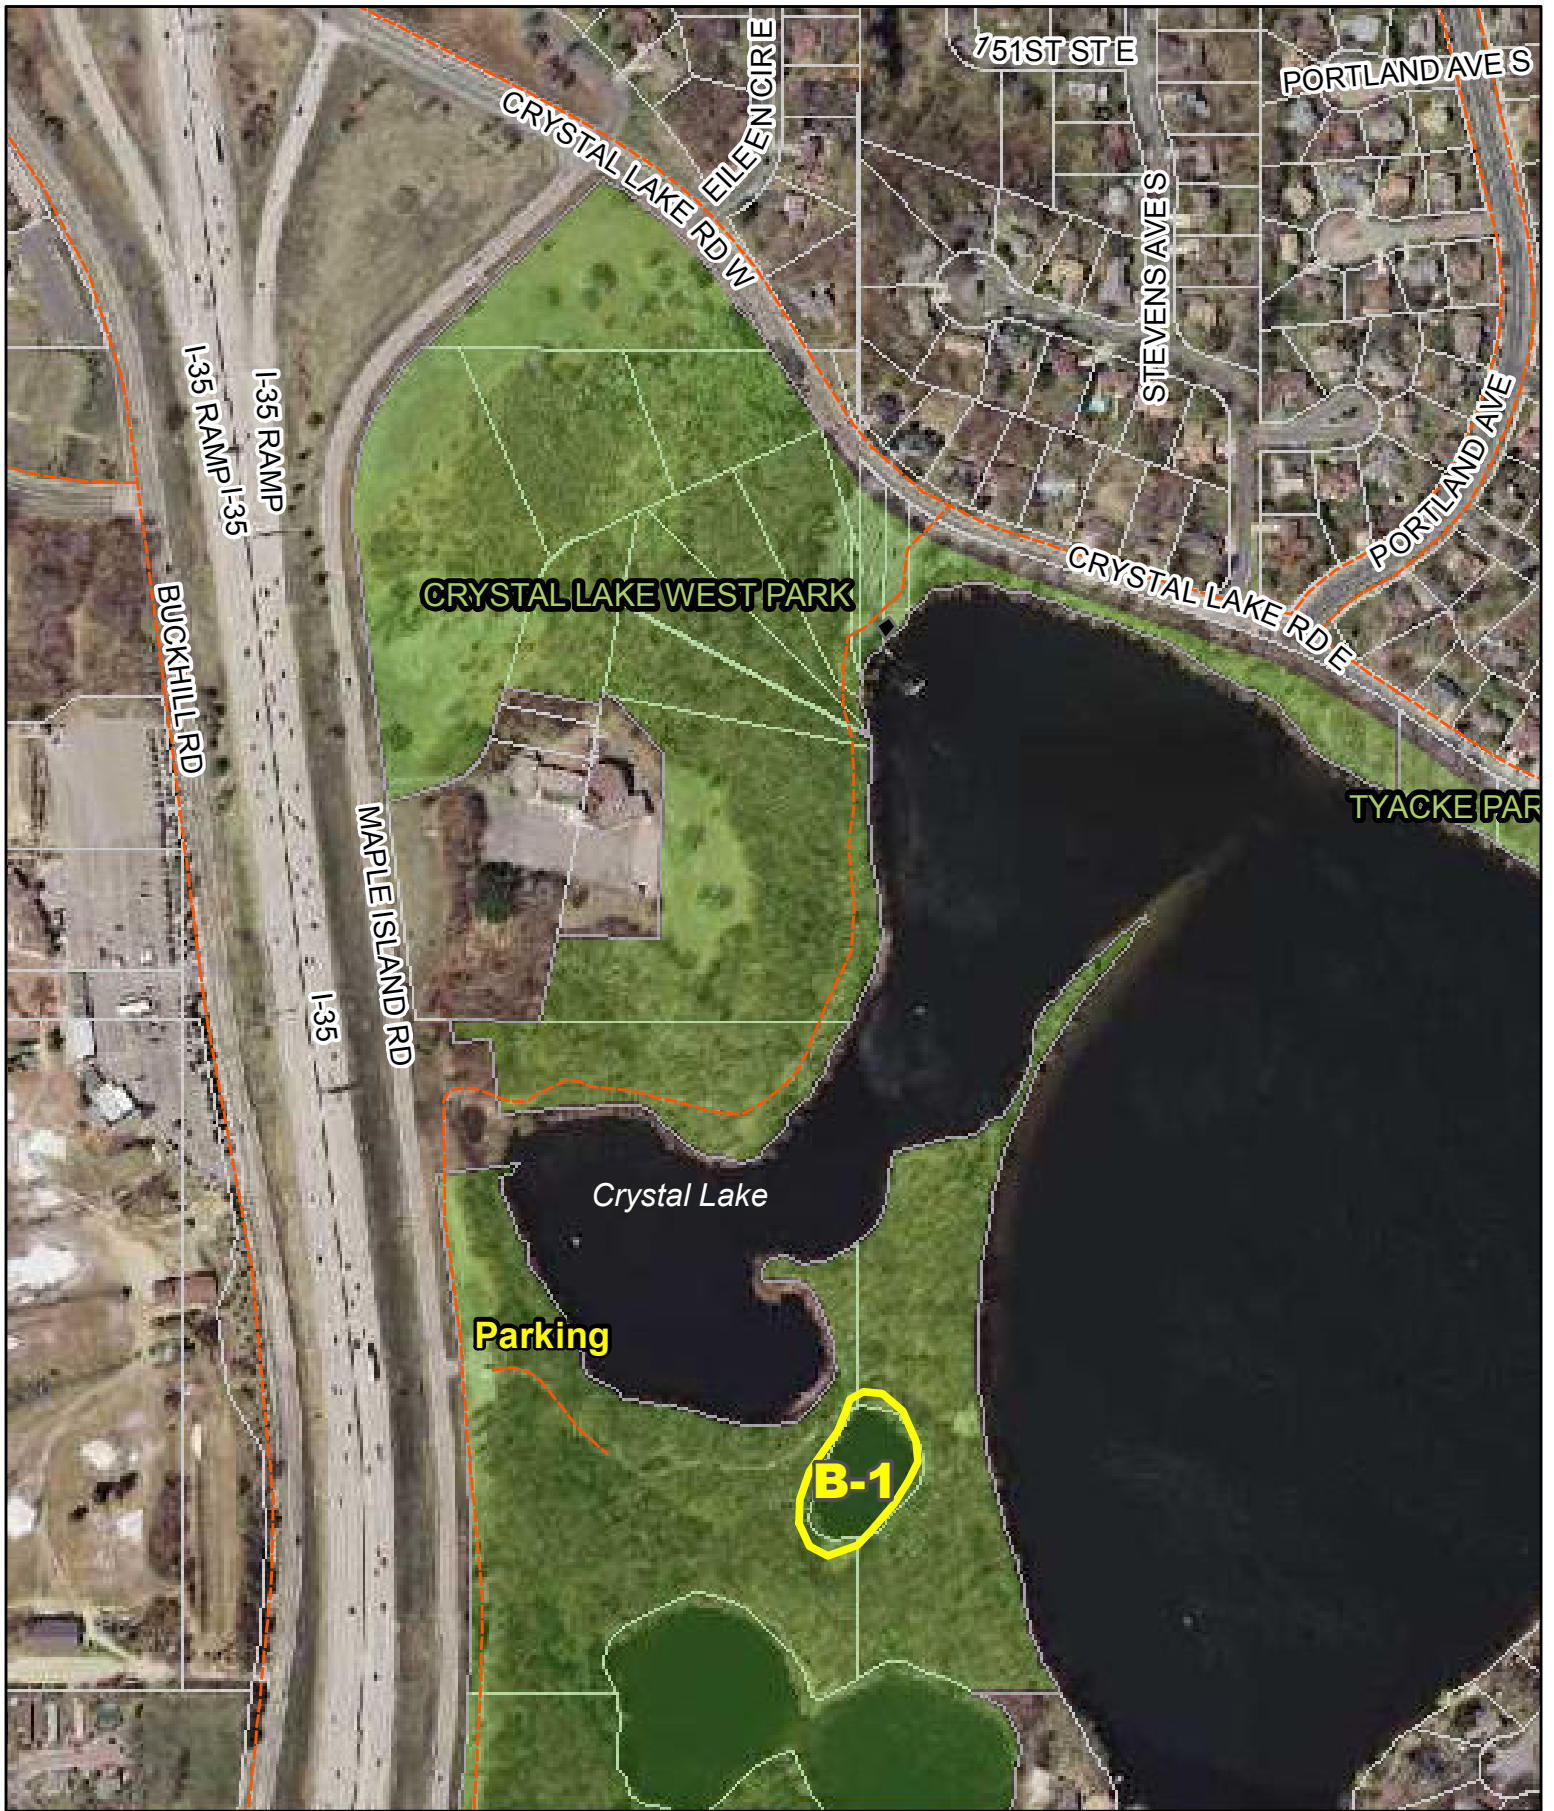 151ST ST E
PORTLAND AVE S
EILEEN CIR E
CRYSTAL LAKE RD W
STEVENS AVE S
I-35 RAMP
I-35 RAMP
I-35
PORTLAND AVE
CRYSTAL LAKE RD E
CRYSTAL LAKE WEST PARK
BUCKHILL RD
TYACKE PAR
MAPLE ISLAND RD
I-35
Crystal Lake
Parking
B-1